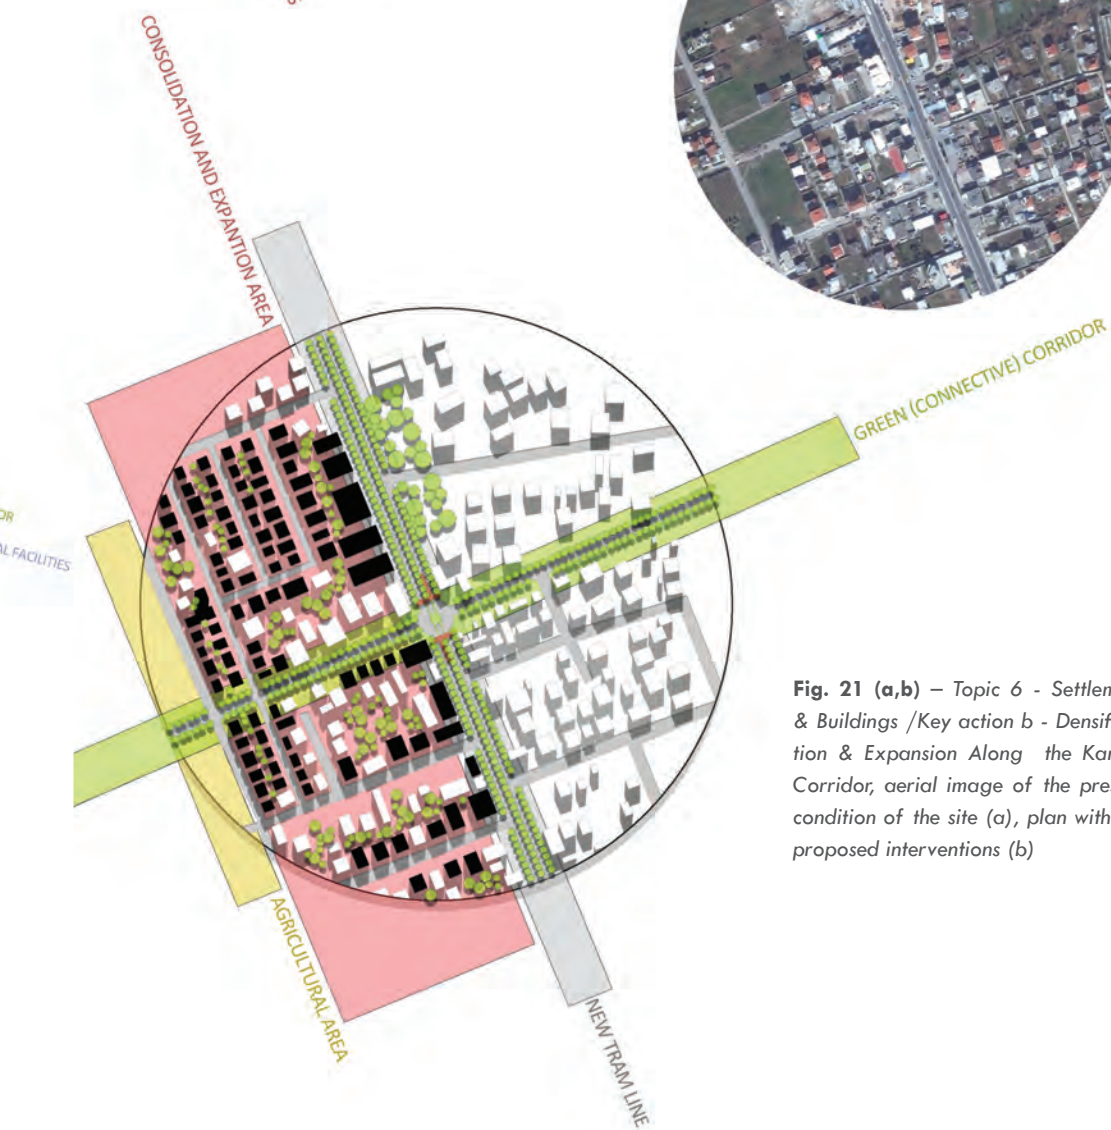 CONSOLIDATION AND EXPANTION AREA
GREEN (CONNECTIVE) CORRIDOR
FACILITIES
AGRICULTURAL AREA
NEW TRAM LINE
Fig. 21 (a,b) – Topic 6 - Settlem
& Buildings /Key action b - Densif
tion & Expansion Along the Kar
Corridor, aerial image of the pre
condition of the site (a), plan with
proposed interventions (b)